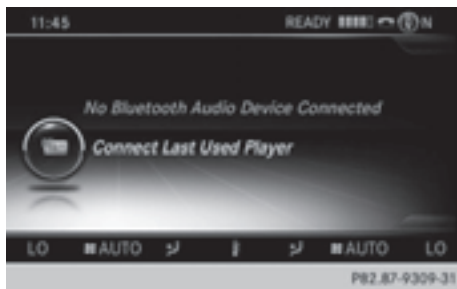 11:45 READY N
No Bluetooth Audio Device Connected
Connect Last Used Player
LO AUTO AUTO LO
P82.87-9309-31